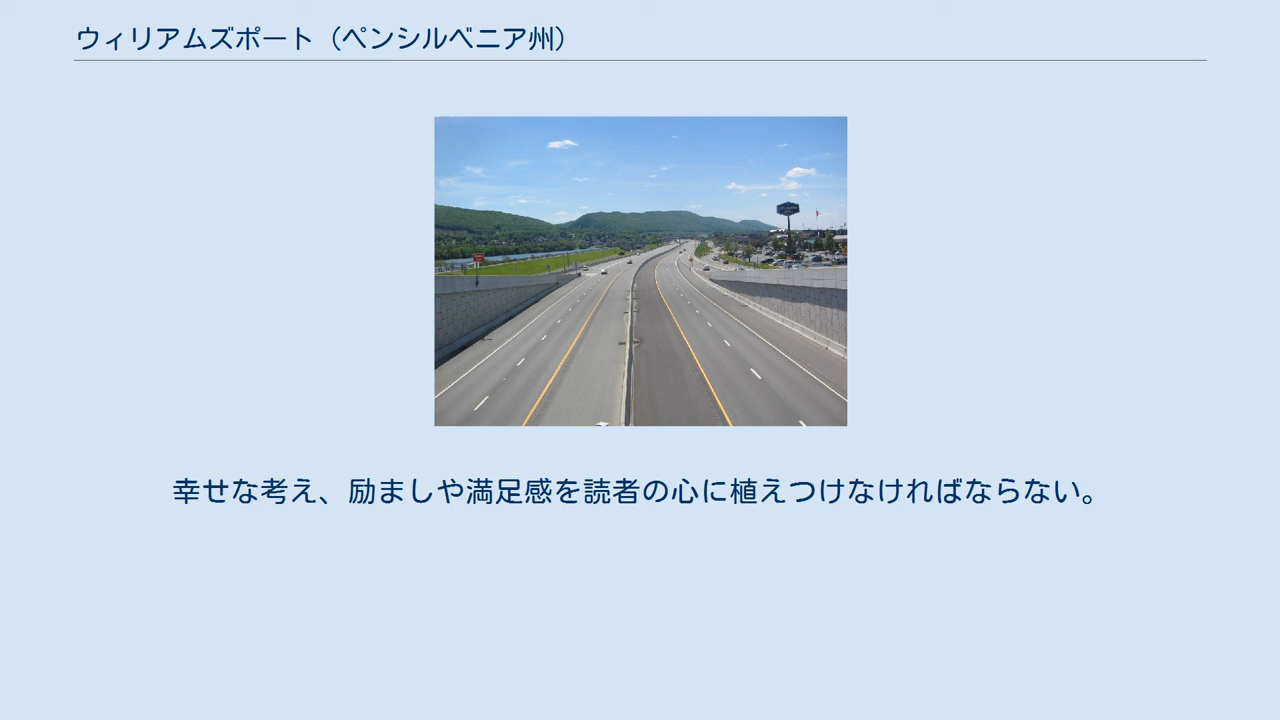 ウィリアムズポート（ペンシルベニア州）
幸せな考え、励ましや満足感を読者の心に植えつけなければならない。